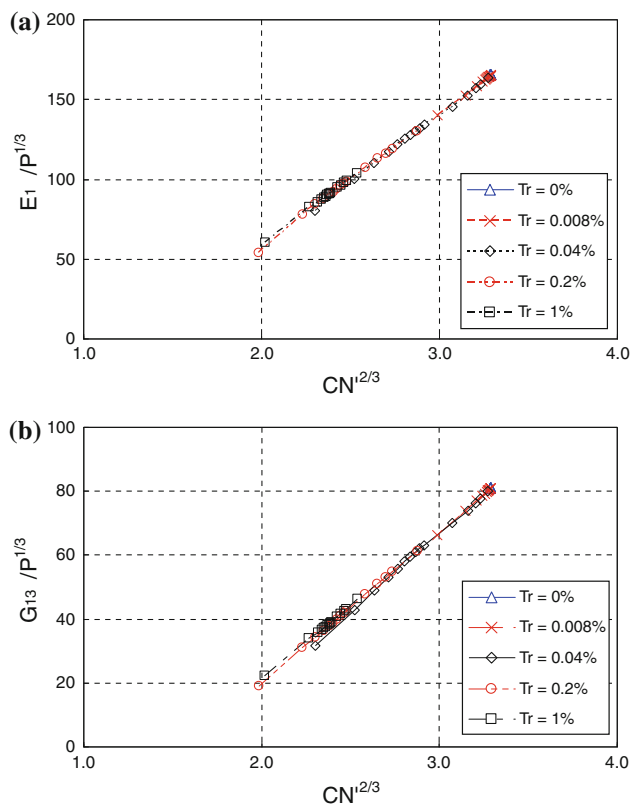 (a)
200
150
100
50
0
E1 /P^1/3
Tr = 0%
Tr = 0.008%
Tr = 0.04%
Tr = 0.2%
Tr = 1%
1.0 2.0 3.0 4.0
CN'^2/3
(b)
100
80
60
40
20
0
G13 /P^1/3
Tr = 0%
Tr = 0.008%
Tr = 0.04%
Tr = 0.2%
Tr = 1%
1.0 2.0 3.0 4.0
CN'^2/3